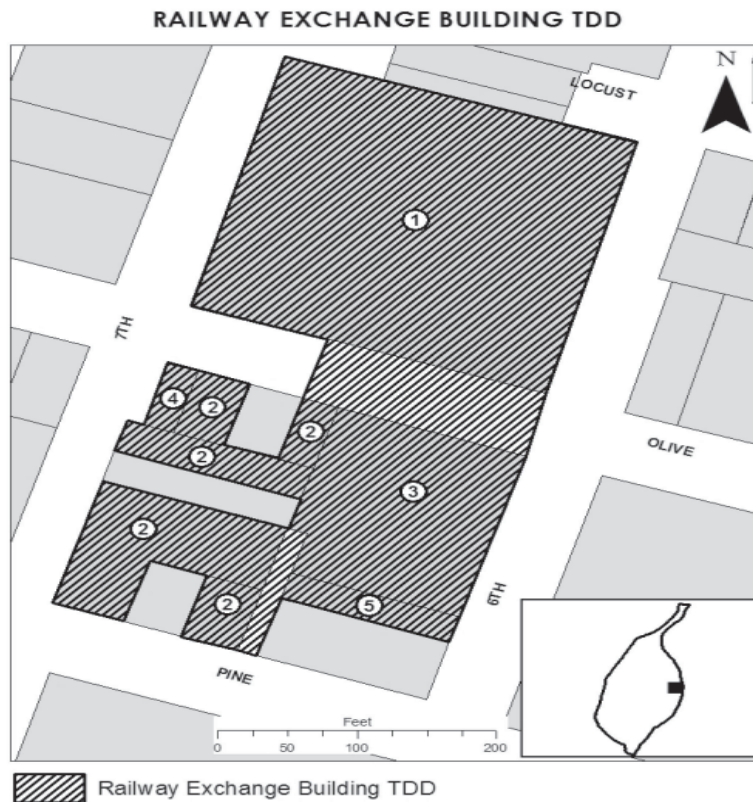 RAILWAY EXCHANGE BUILDING TDD
N
LOCUST
1
7TH
4
2
2
2
OLIVE
3
2
6TH
2
5
PINE
Feet
0 50 100 200
Railway Exchange Building TDD